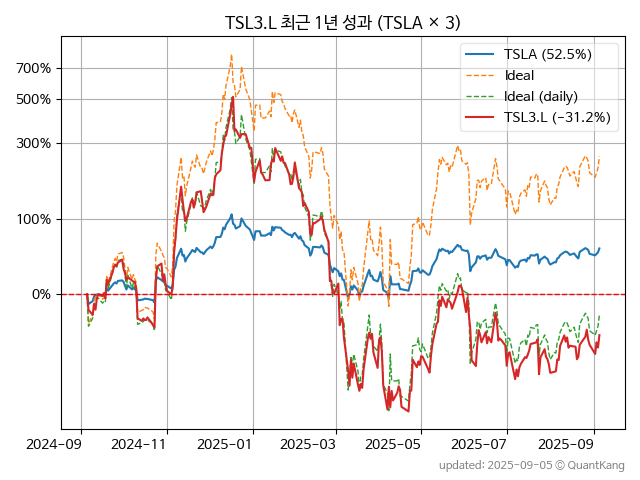 TSL3.L 최근 1년 성과 (TSLA × 3)
TSLA (52.5%)
Ideal
Ideal (daily)
TSL3.L (−31.2%)
700%
500%
300%
100%
0%
2024−09
2024−11
2025−01
2025−03
2025−05
2025−07
2025−09
updated: 2025-09-05 © QuantKang